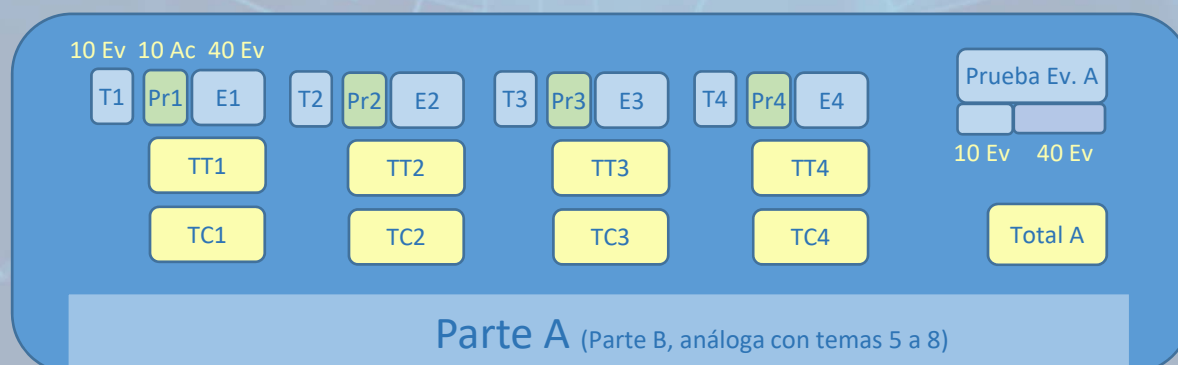 10 Ev 10 Ac 40 Ev
T1 Pr1 E1 T2 Pr2 E2 T3 Pr3 E3 T4 Pr4 E4
Prueba Ev. A
10 Ev 40 Ev
TT1 TT2 TT3 TT4
TC1 TC2 TC3 TC4
Total A
Parte A (Parte B, análoga con temas 5 a 8)